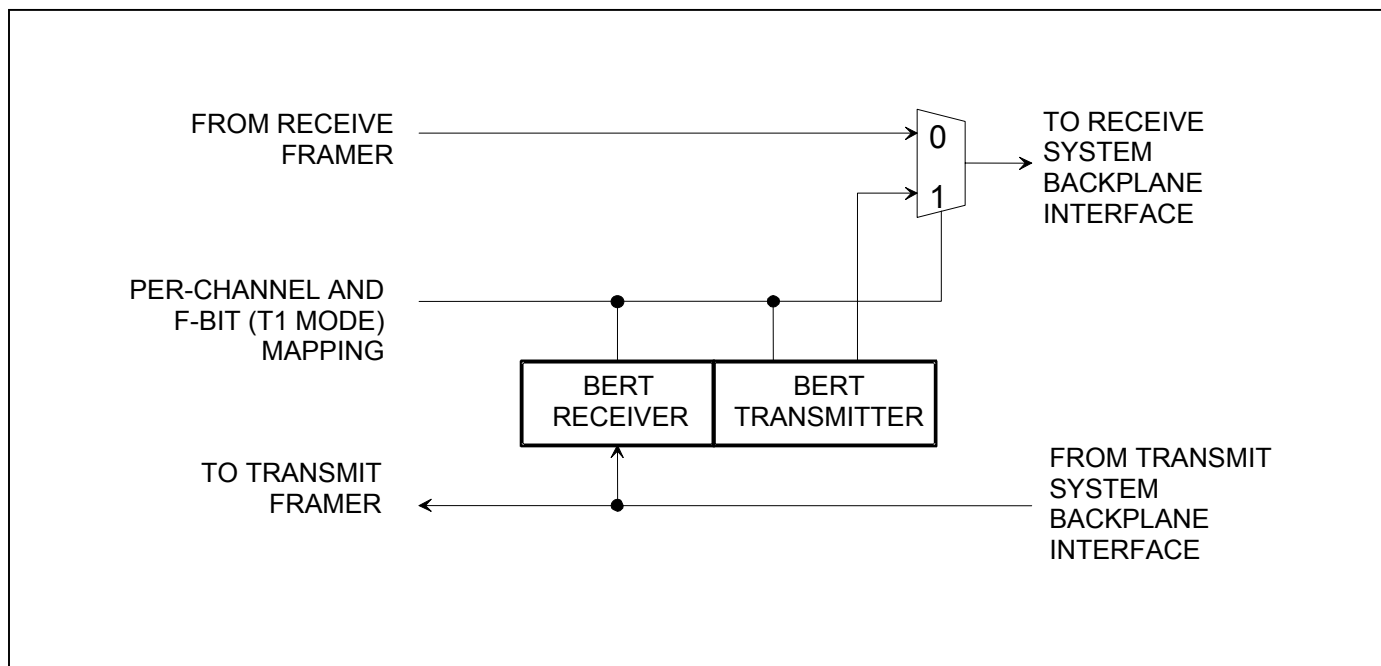 FROM RECEIVE
FRAMER
0
1
TO RECEIVE
SYSTEM
BACKPLANE
INTERFACE
PER-CHANNEL AND
F-BIT (T1 MODE)
MAPPING
BERT
RECEIVER
BERT
TRANSMITTER
TO TRANSMIT
FRAMER
FROM TRANSMIT
SYSTEM
BACKPLANE
INTERFACE